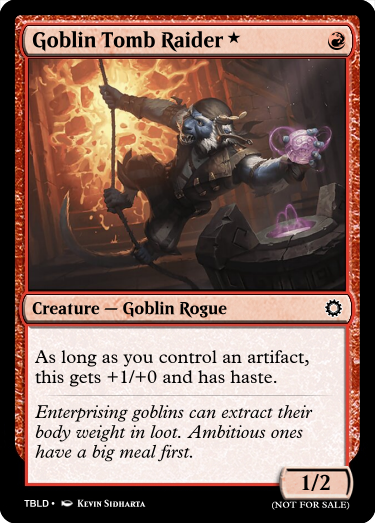 Goblin Tomb Raider ★
Creature — Goblin Rogue
As long as you control an artifact,
this gets +1/+0 and has haste.
Enterprising goblins can extract their
body weight in loot. Ambitious ones
have a big meal first.
1/2
TBLD • Kevin Sidharta
(NOT FOR SALE)